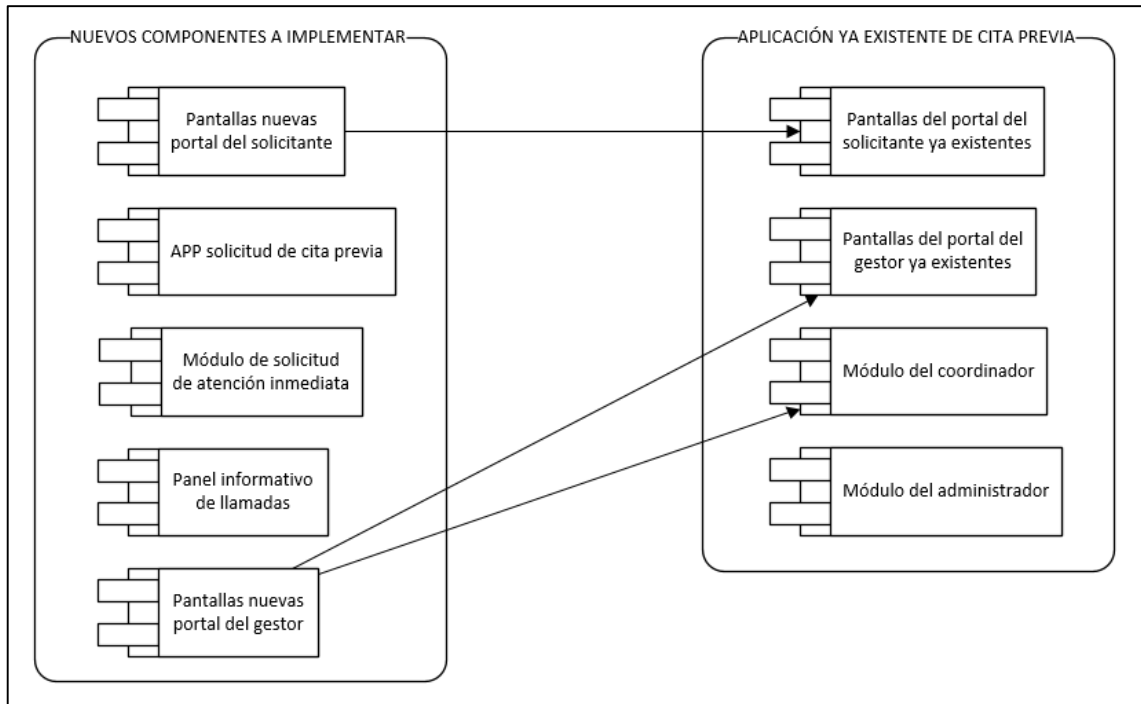 NUEVOS COMPONENTES A IMPLEMENTAR
Pantallas nuevas
portal del solicitante
APP solicitud de cita previa
Módulo de solicitud
de atención inmediata
Panel informativo
de llamadas
Pantallas nuevas
portal del gestor
APLICACIÓN YA EXISTENTE DE CITA PREVIA
Pantallas del portal del
solicitante ya existentes
Pantallas del portal del
gestor ya existentes
Módulo del coordinador
Módulo del administrador